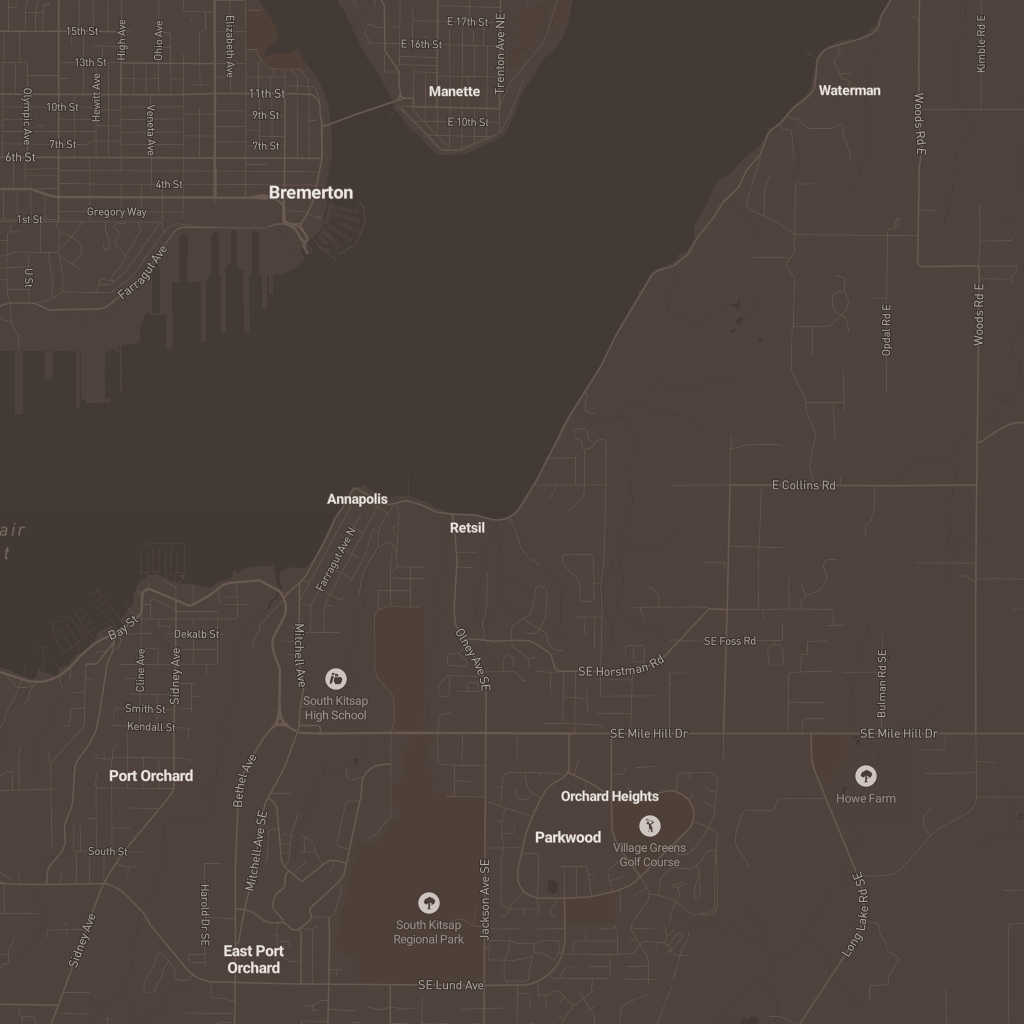 E 17th St
15th St
High Ave
Ohio Ave
Elizabeth Ave
E 16th St
Trenton Ave NE
Kimble Rd E
13th St
Manette
Waterman
Olympic Ave
Hewitt Ave
11th St
10th St
9th St
Veneta Ave
E 10th St
Woods Rd E
7th St
7th St
6th St
4th St
Bremerton
Gregory Way
1st St
U St
Farragut Ave
Opdal Rd E
Woods Rd E
E Collins Rd
Annapolis
Retsil
air
t
Farragut Ave N
Bay St
Dekalb St
Mitchell Ave
Olney Ave SE
SE Foss Rd
SE Horstman Rd
Cline Ave
Sidney Ave
Bulman Rd SE
South Kitsap
High School
Smith St
Kendall St
SE Mile Hill Dr
SE Mile Hill Dr
Port Orchard
Bethel Ave
Orchard Heights
Howe Farm
Parkwood
Village Greens
Golf Course
South St
Mitchell Ave SE
Jackson Ave SE
Harold Dr SE
Long Lake Rd SE
South Kitsap
Regional Park
Sidney Ave
East Port
Orchard
SE Lund Ave